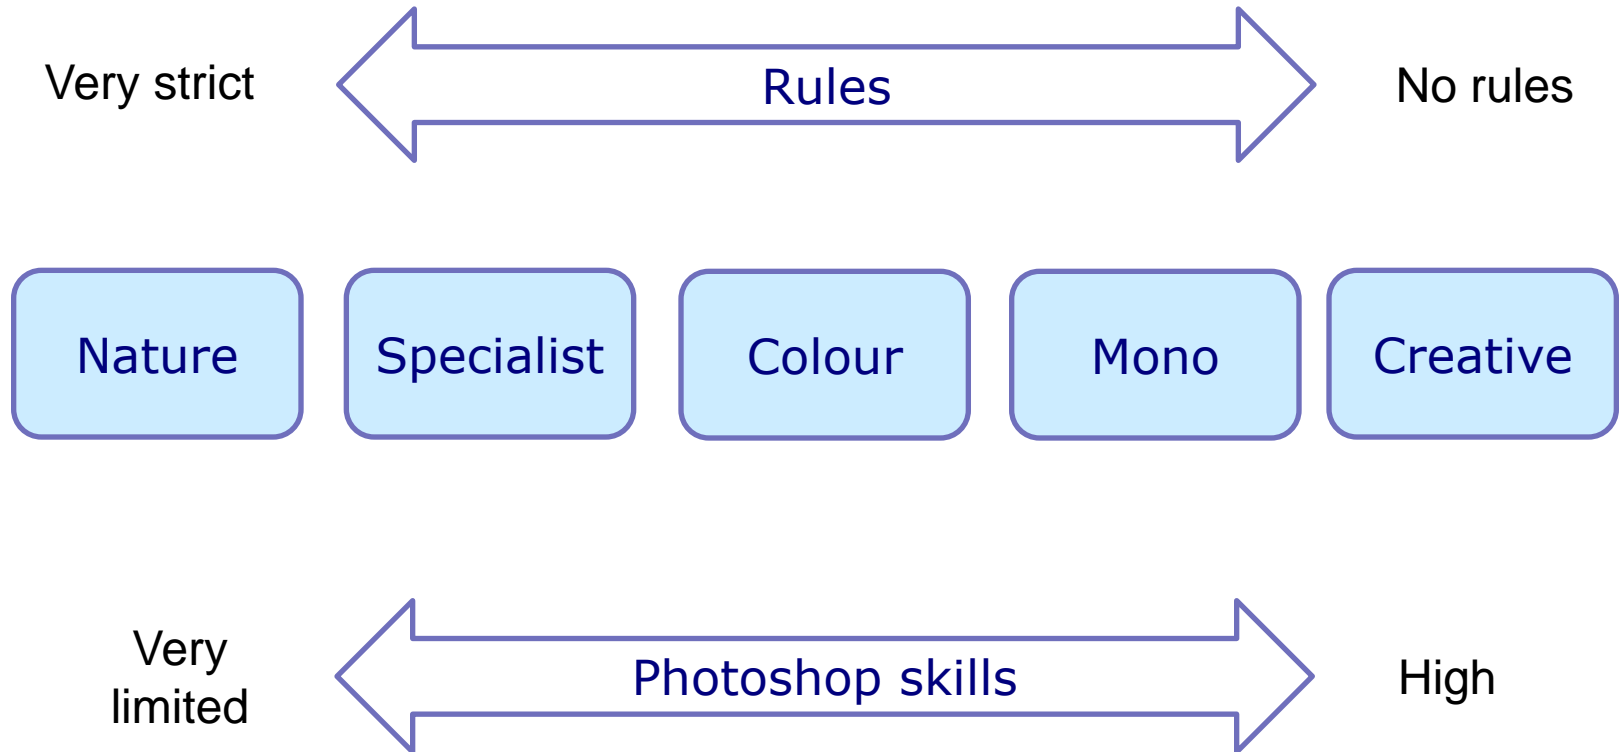 Very strict
Rules
No rules
Nature
Specialist
Colour
Mono
Creative
Very
limited
Photoshop skills
High